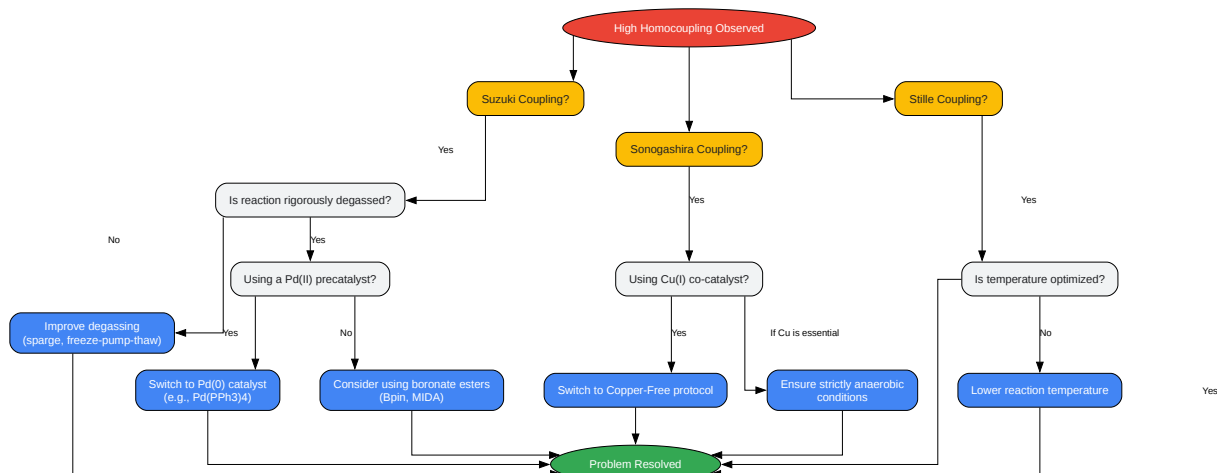 High Homocoupling Observed
Suzuki Coupling?
Stille Coupling?
Sonogashira Coupling?
Yes
Is reaction rigorously degassed?
Yes
Yes
No
Yes
Using a Pd(II) precatalyst?
Using Cu(I) co-catalyst?
Is temperature optimized?
Improve degassing
(sparge, freeze-pump-thaw)
Yes
No
Yes
If Cu is essential
No
Switch to Pd(0) catalyst
(e.g., Pd(PPh3)4)
Consider using boronate esters
(Bpin, MIDA)
Switch to Copper-Free protocol
Ensure strictly anaerobic
conditions
Lower reaction temperature
Yes
Problem Resolved